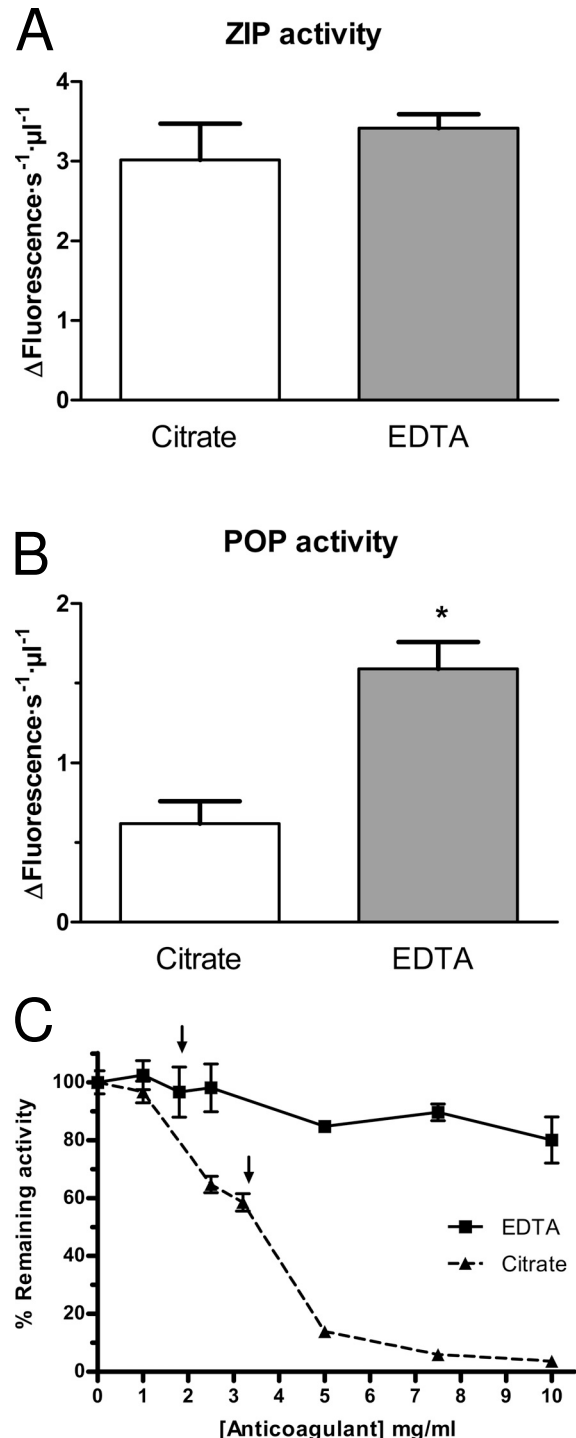 A
ZIP activity
ΔFluorescence·s⁻¹·µl⁻¹
4
3
2
1
0
Citrate EDTA
B
POP activity
ΔFluorescence·s⁻¹·µl⁻¹
2
*
1
0
Citrate EDTA
C
% Remaining activity
100
80
60
40
20
0
EDTA
Citrate
0 1 2 3 4 5 6 7 8 9 10
[Anticoagulant] mg/ml